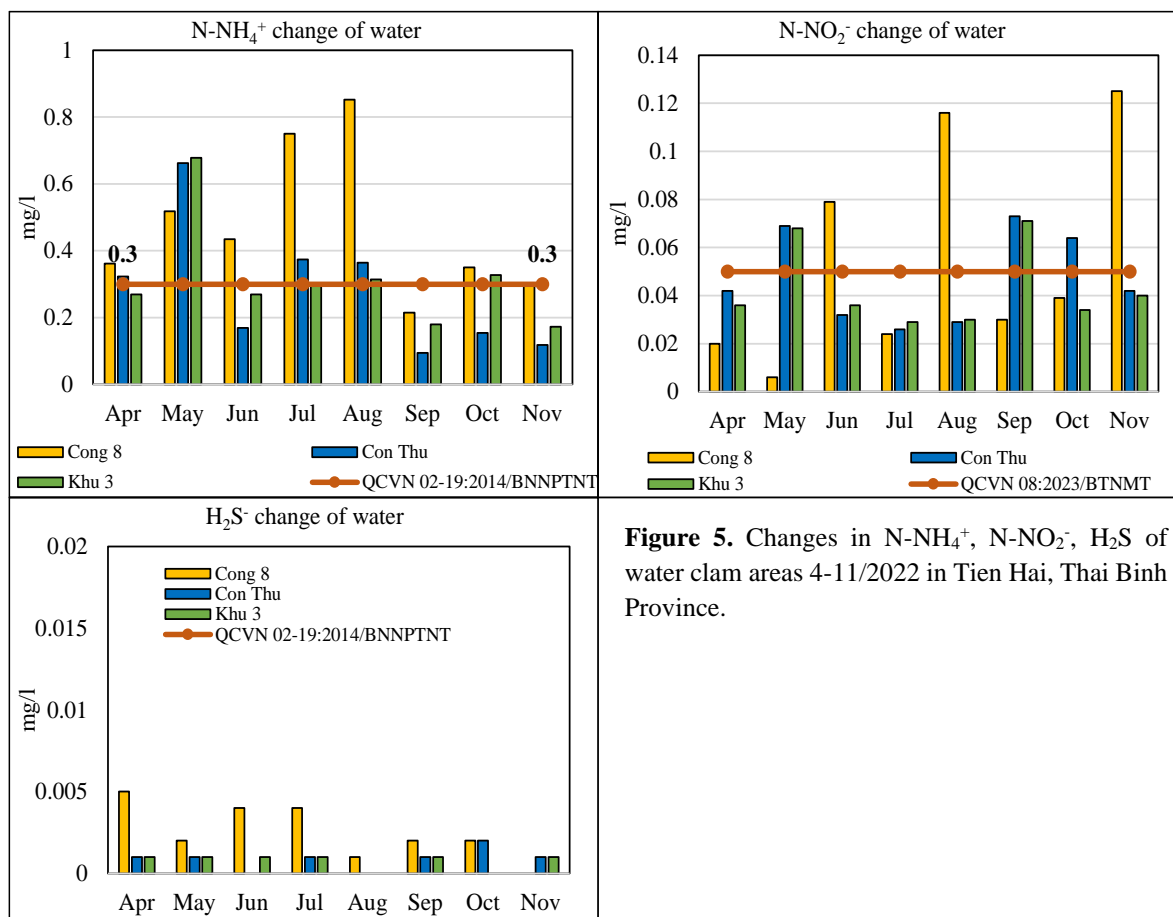 N-NH₄⁺ change of water
1
0.8
0.6
0.4
0.2
0
mg/l
0.3
0.3
Apr May Jun Jul Aug Sep Oct Nov
Cong 8
Con Thu
Khu 3
QCVN 02-19:2014/BNNPTNT
N-NO₂⁻ change of water
0.14
0.12
0.1
0.08
0.06
0.04
0.02
0
mg/l
Apr May Jun Jul Aug Sep Oct Nov
Cong 8
Con Thu
Khu 3
QCVN 08:2023/BTNMT
H₂S⁻ change of water
0.02
0.015
0.01
0.005
0
mg/l
Cong 8
Con Thu
Khu 3
QCVN 02-19:2014/BNNPTNT
Apr May Jun Jul Aug Sep Oct Nov
Figure 5. Changes in N-NH₄⁺, N-NO₂⁻, H₂S of
water clam areas 4-11/2022 in Tien Hai, Thai Binh
Province.